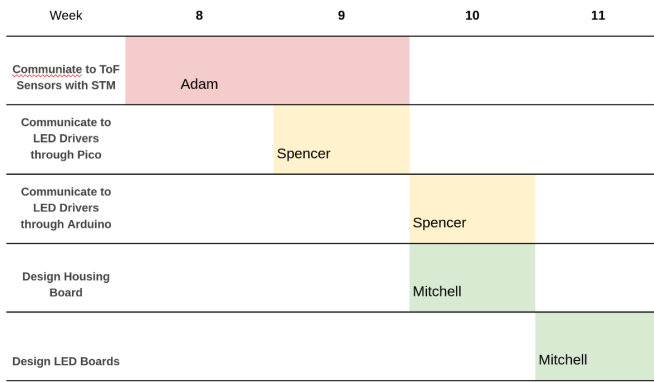 Week 8 9 10 11
Communiate to ToF
Sensors with STM
Adam
Communicate to
LED Drivers
through Pico
Spencer
Communicate to
LED Drivers
through Arduino
Spencer
Design Housing
Board
Mitchell
Design LED Boards
Mitchell